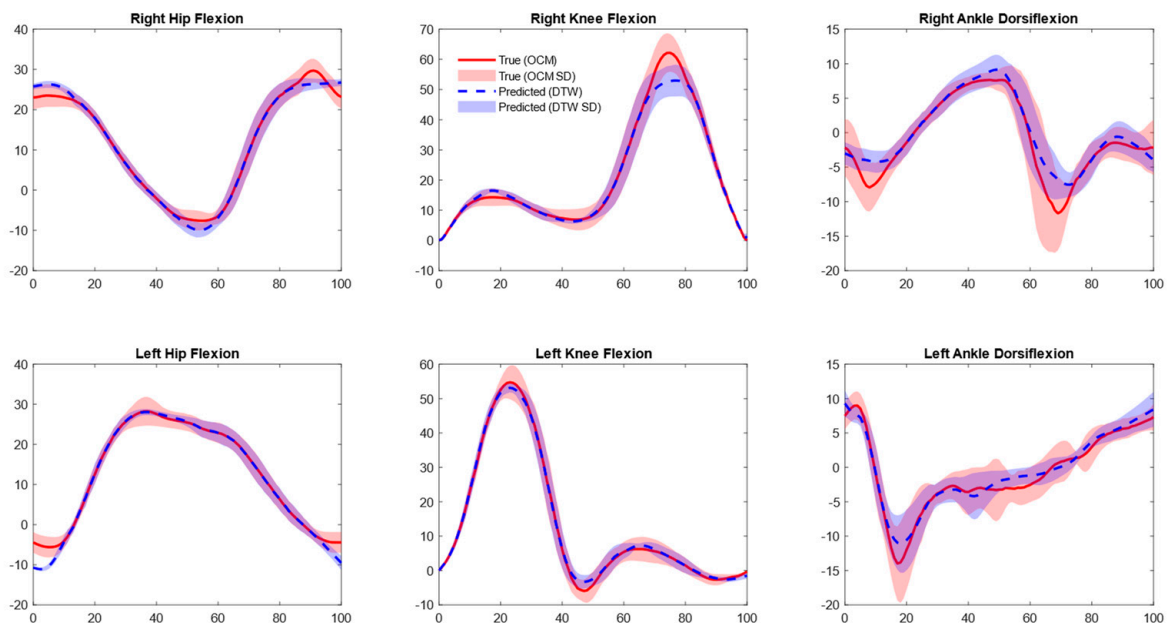 Right Hip Flexion
40
30
20
10
0
-10
-20
0 20 40 60 80 100
Right Knee Flexion
70
60
50
40
30
20
10
0
-10
0 20 40 60 80 100
True (OCM)
True (OCM SD)
Predicted (DTW)
Predicted (DTW SD)
Right Ankle Dorsiflexion
15
10
5
0
-5
-10
-15
-20
0 20 40 60 80 100
Left Hip Flexion
40
30
20
10
0
-10
-20
0 20 40 60 80 100
Left Knee Flexion
60
50
40
30
20
10
0
-10
0 20 40 60 80 100
Left Ankle Dorsiflexion
15
10
5
0
-5
-10
-15
-20
0 20 40 60 80 100